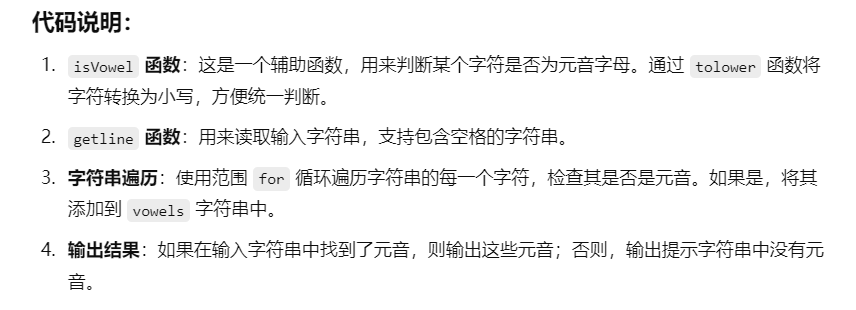 代码说明：
1. isVowel 函数：这是一个辅助函数，用来判断某个字符是否为元音字母。通过 tolower 函数将
字符转换为小写，方便统一判断。
2. getline 函数：用来读取输入字符串，支持包含空格的字符串。
3. 字符串遍历：使用范围 for 循环遍历字符串的每一个字符，检查其是否是元音。如果是，将其
添加到 vowels 字符串中。
4. 输出结果：如果在输入字符串中找到了元音，则输出这些元音；否则，输出提示字符串中没有元
音。